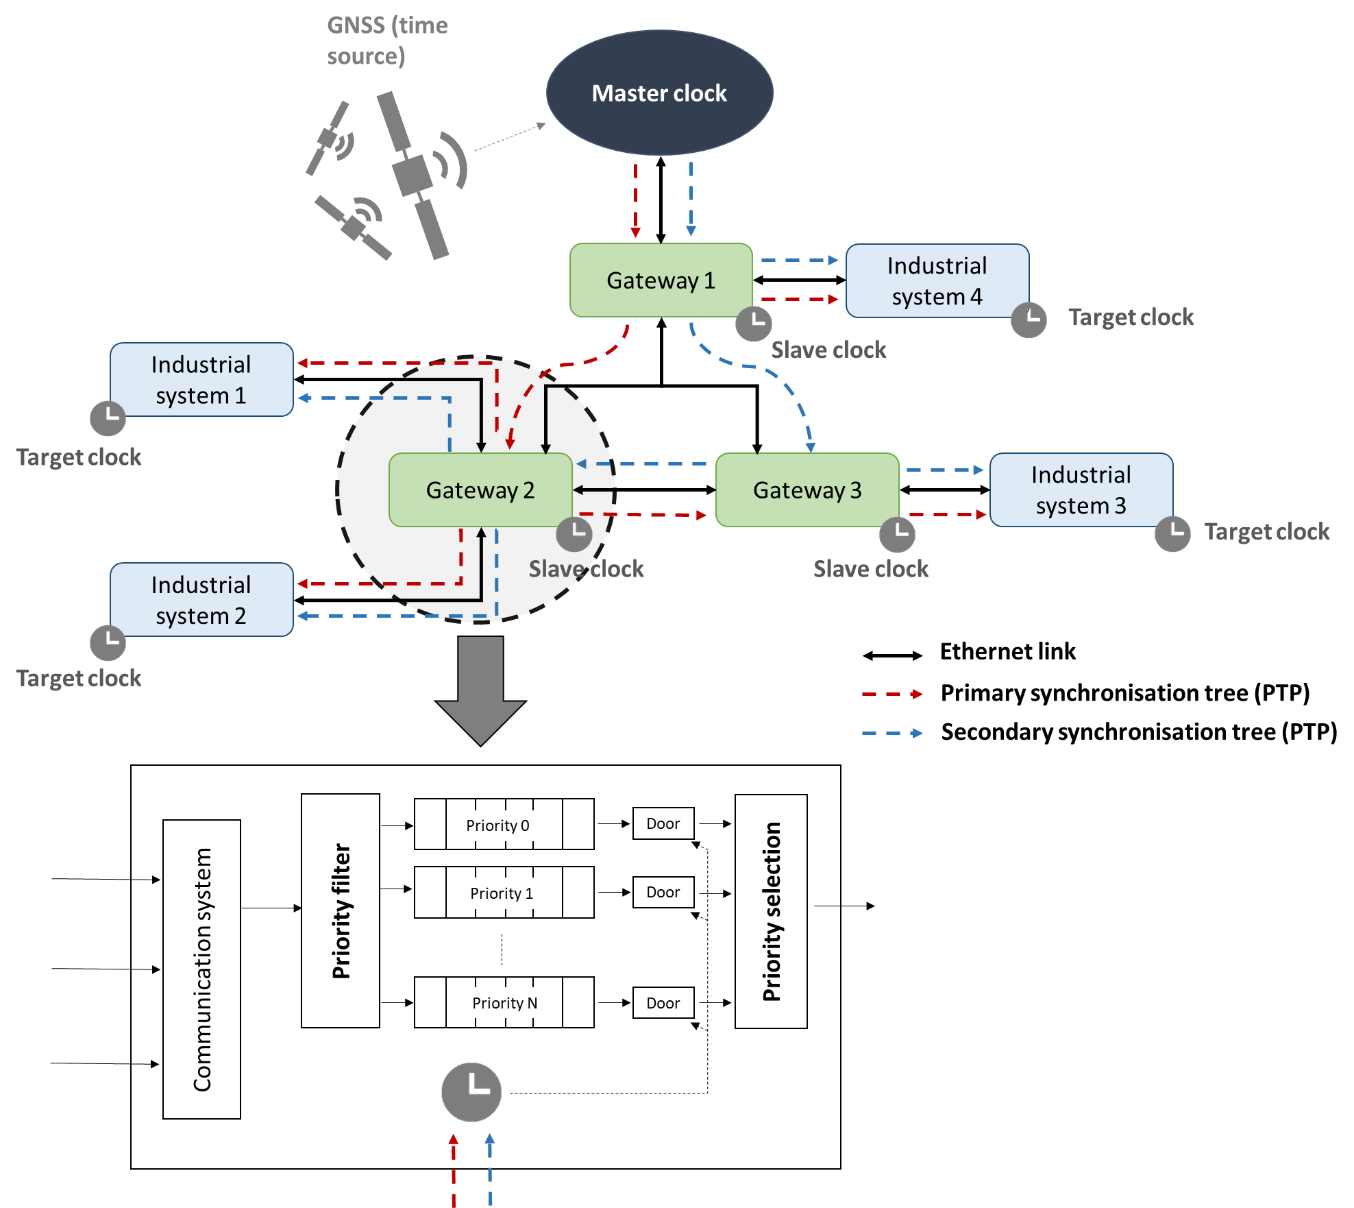 GNSS (time
source)
Master clock
Gateway 1
Industrial
system 4
Target clock
Slave clock
Industrial
system 1
Target clock
Gateway 2
Slave clock
Gateway 3
Slave clock
Industrial
system 3
Target clock
Industrial
system 2
Target clock
Ethernet link
Primary synchronisation tree (PTP)
Secondary synchronisation tree (PTP)
Communication system
Priority filter
Priority 0
Door
Priority 1
Door
Priority N
Door
Priority selection